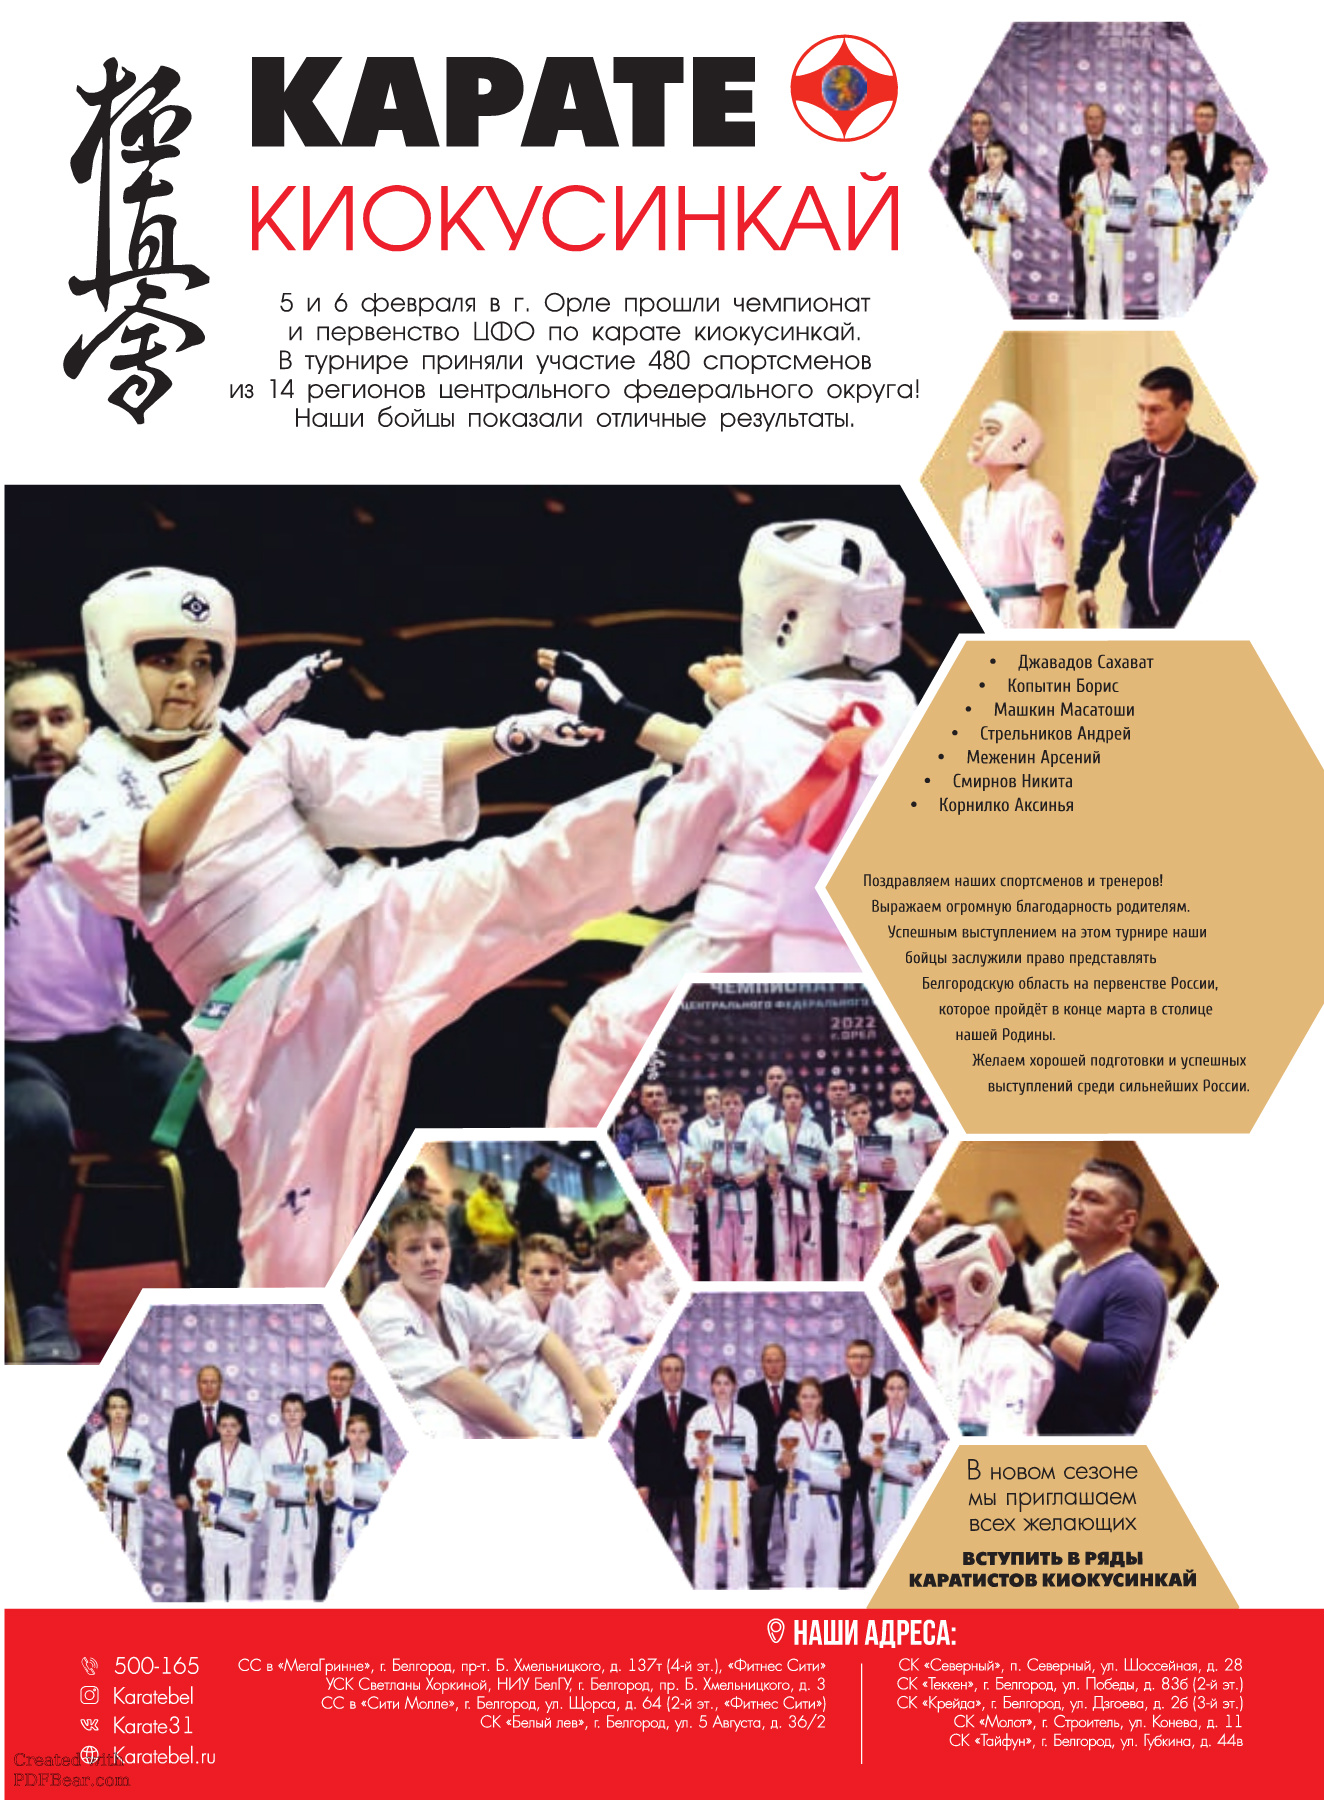 極真會
КАРАТЕ
КИОКУСИНКАЙ
5 и 6 февраля в г. Орле прошли чемпионат
и первенство ЦФО по карате киокусинкай.
В турнире приняли участие 480 спортсменов
из 14 регионов центрального федерального округа!
Наши бойцы показали отличные результаты.
• Джавадов Сахават
• Копытин Борис
• Машкин Масатоши
• Стрельников Андрей
• Меженин Арсений
• Смирнов Никита
• Корнилко Аксинья
Поздравляем наших спортсменов и тренеров!
Выражаем огромную благодарность родителям.
Успешным выступлением на этом турнире наши
бойцы заслужили право представлять
Белгородскую область на первенстве России,
которое пройдёт в конце марта в столице
нашей Родины.
Желаем хорошей подготовки и успешных
выступлений среди сильнейших России.
ЧЕМПИОНАТ
ЦЕНТРАЛЬНОГО ФЕДЕРАЛЬНОГО
2022
г. ОРЕЛ
В новом сезоне
мы приглашаем
всех желающих
ВСТУПИТЬ В РЯДЫ
КАРАТИСТОВ КИОКУСИНКАЙ
НАШИ АДРЕСА:
500-165
Karatebel
Karate31
Karatebel.ru
СС в «МегаГринне», г. Белгород, пр-т. Б. Хмельницкого, д. 137т (4-й эт.), «Фитнес Сити»
УСК Светланы Хоркиной, НИУ БелГУ, г. Белгород, пр. Б. Хмельницкого, д. 3
СС в «Сити Молле», г. Белгород, ул. Щорса, д. 64 (2-й эт., «Фитнес Сити»)
СК «Белый лев», г. Белгород, ул. 5 Августа, д. 36/2
СК «Северный», п. Северный, ул. Шоссейная, д. 28
СК «Теккен», г. Белгород, ул. Победы, д. 83б (2-й эт.)
СК «Крейда», г. Белгород, ул. Дзгоева, д. 2б (3-й эт.)
СК «Молот», г. Строитель, ул. Конева, д. 11
СК «Тайфун», г. Белгород, ул. Губкина, д. 44в
Created with
PDFBear.com